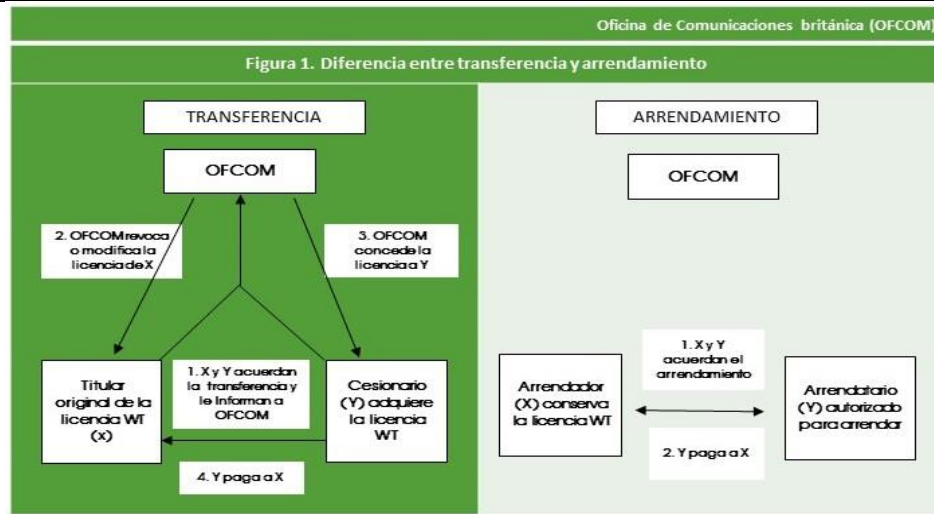 Oficina de Comunicaciones británica (OFCOM)
Figura 1. Diferencia entre transferencia y arrendamiento
TRANSFERENCIA
OFCOM
2. OFCOM revoca
o modifica la
licencia de X
3. OFCOM
concede la
licencia a Y
Titular
original de la
licencia WT
(x)
1. X y Y acuerdan
la transferencia y
le Informan a
OFCOM
Cesionario
(Y) adquiere
la licencia
WT
4. Y paga a X
ARRENDAMIENTO
OFCOM
Arrendador
(X) conserva
la licencia WT
1. X y Y
acuerdan el
arrendamiento
2. Y paga a X
Arrendatario
(Y) autorizado
para arrendar